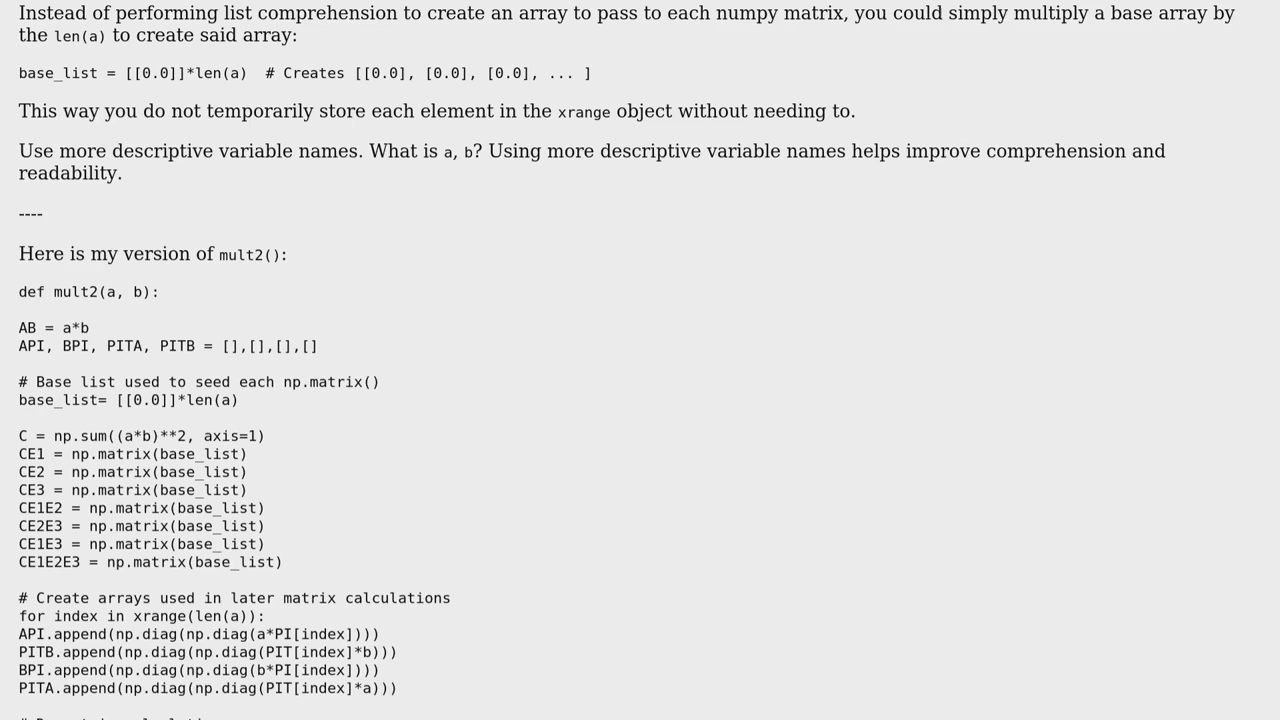 Instead of performing list comprehension to create an array to pass to each numpy matrix, you could simply multiply a base array by
the len(a) to create said array:
base_list = [[0.0]]*len(a)  # Creates [[0.0], [0.0], [0.0], ... ]
This way you do not temporarily store each element in the xrange object without needing to.
Use more descriptive variable names. What is a, b? Using more descriptive variable names helps improve comprehension and
readability.
----
Here is my version of mult2():
def mult2(a, b):
AB = a*b
API, BPI, PITA, PITB = [],[],[],[]
# Base list used to seed each np.matrix()
base_list= [[0.0]]*len(a)
C = np.sum((a*b)**2, axis=1)
CE1 = np.matrix(base_list)
CE2 = np.matrix(base_list)
CE3 = np.matrix(base_list)
CE1E2 = np.matrix(base_list)
CE2E3 = np.matrix(base_list)
CE1E3 = np.matrix(base_list)
CE1E2E3 = np.matrix(base_list)
# Create arrays used in later matrix calculations
for index in xrange(len(a)):
API.append(np.diag(np.diag(a*PI[index])))
PITB.append(np.diag(np.diag(PIT[index]*b)))
BPI.append(np.diag(np.diag(b*PI[index])))
PITA.append(np.diag(np.diag(PIT[index]*a)))